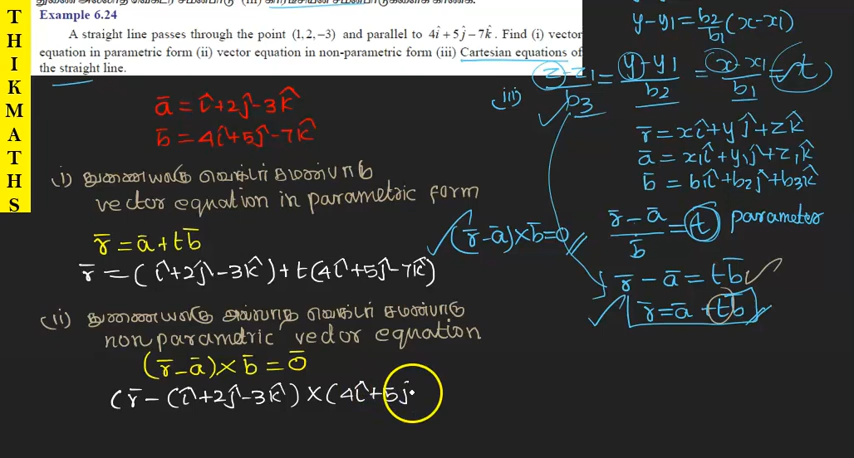 THIKMATHS
Example 6.24
A straight line passes through the point (1, 2, −3) and parallel to 4î + 5ĵ − 7k̂. Find (i) vector
equation in parametric form (ii) vector equation in non-parametric form (iii) Cartesian equations of
the straight line.
ā = î+2ĵ-3k̂
b̄ = 4î+5ĵ-7k̂
(i) துணையலகு வெக்டர் சமன்பாடு
vector equation in parametric form
r̄ = ā + t b̄
r̄ = (î+2ĵ-3k̂) + t(4î+5ĵ-7k̂)
(ii) துணையலகு அல்லாத வெக்டர் சமன்பாடு
non parametric vector equation
(r̄-ā) × b̄ = 0̄
(r̄ - (î+2ĵ-3k̂) × (4î+5ĵ
y-y₁ = b₂/b₁ (x-x₁)
(iii) z-z₁/b₃ = y-y₁/b₂ = x-x₁/b₁ = t
r̄ = xî+yĵ+zk̂
ā = x₁î+y₁ĵ+z₁k̂
b̄ = b₁î+b₂ĵ+b₃k̂
r̄-ā/b̄ = t parameter
(r̄-ā)×b̄=0
r̄ - ā = t b̄
r̄ = ā + t b̄